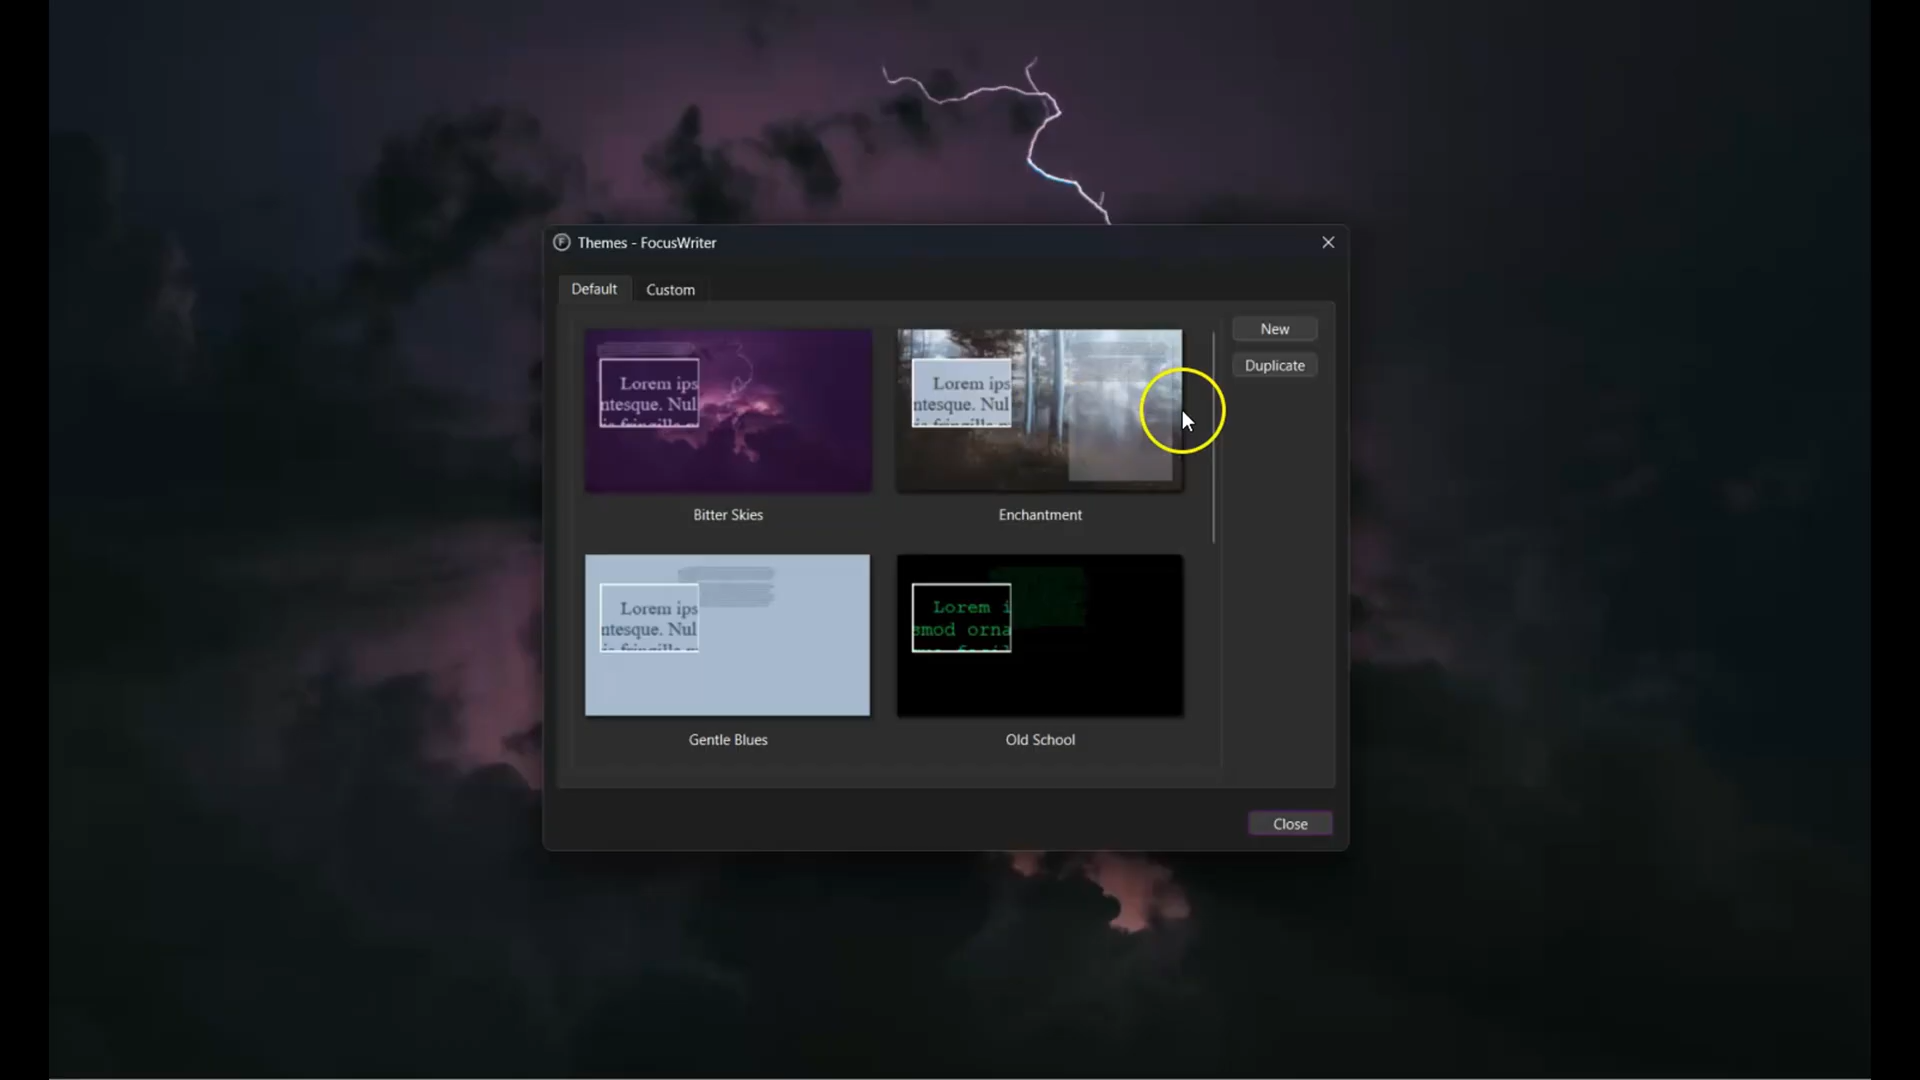 Themes - FocusWriter
Default
Custom
New
Duplicate
Lorem ips
ntesque. Nul
Lorem ips
ntesque. Nul
Bitter Skies
Enchantment
Lorem ips
ntesque. Nul
Lorem i
smod orna
Gentle Blues
Old School
Close